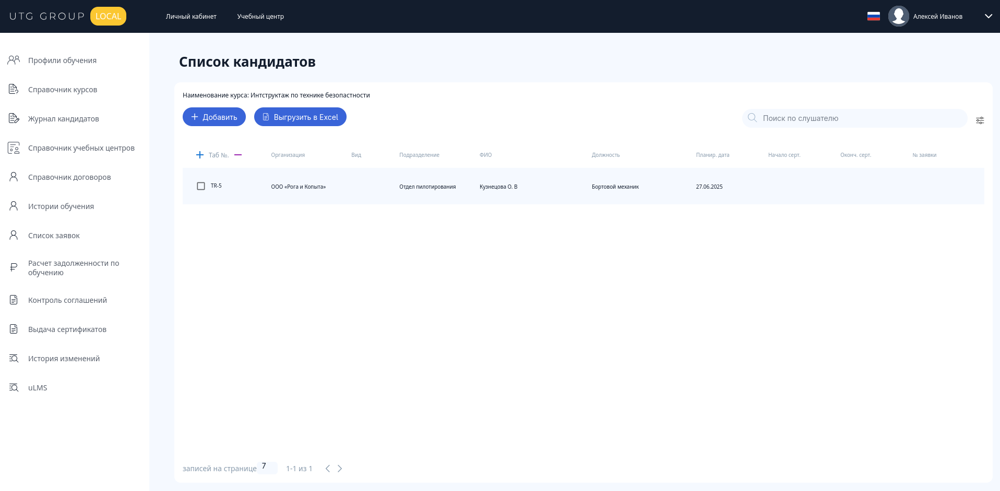 UTG GROUP LOCAL Личный кабинет Учебный центр Алексей Иванов
Профили обучения
Справочник курсов
Журнал кандидатов
Справочник учебных центров
Справочник договоров
Истории обучения
Список заявок
Расчет задолженности по
обучению
Контроль соглашений
Выдача сертификатов
История изменений
uLMS
Список кандидатов
Наименование курса: Интструктаж по технике безопастности
Добавить Выгрузить в Excel Поиск по слушателю
Таб №. Организация Вид Подразделение ФИО Должность Планир. дата Начало серт. Оконч. серт. № заявки
TR-5 ООО «Рога и Копыта» Отдел пилотирования Кузнецова О. В Бортовой механик 27.06.2025
записей на странице 7 1-1 из 1